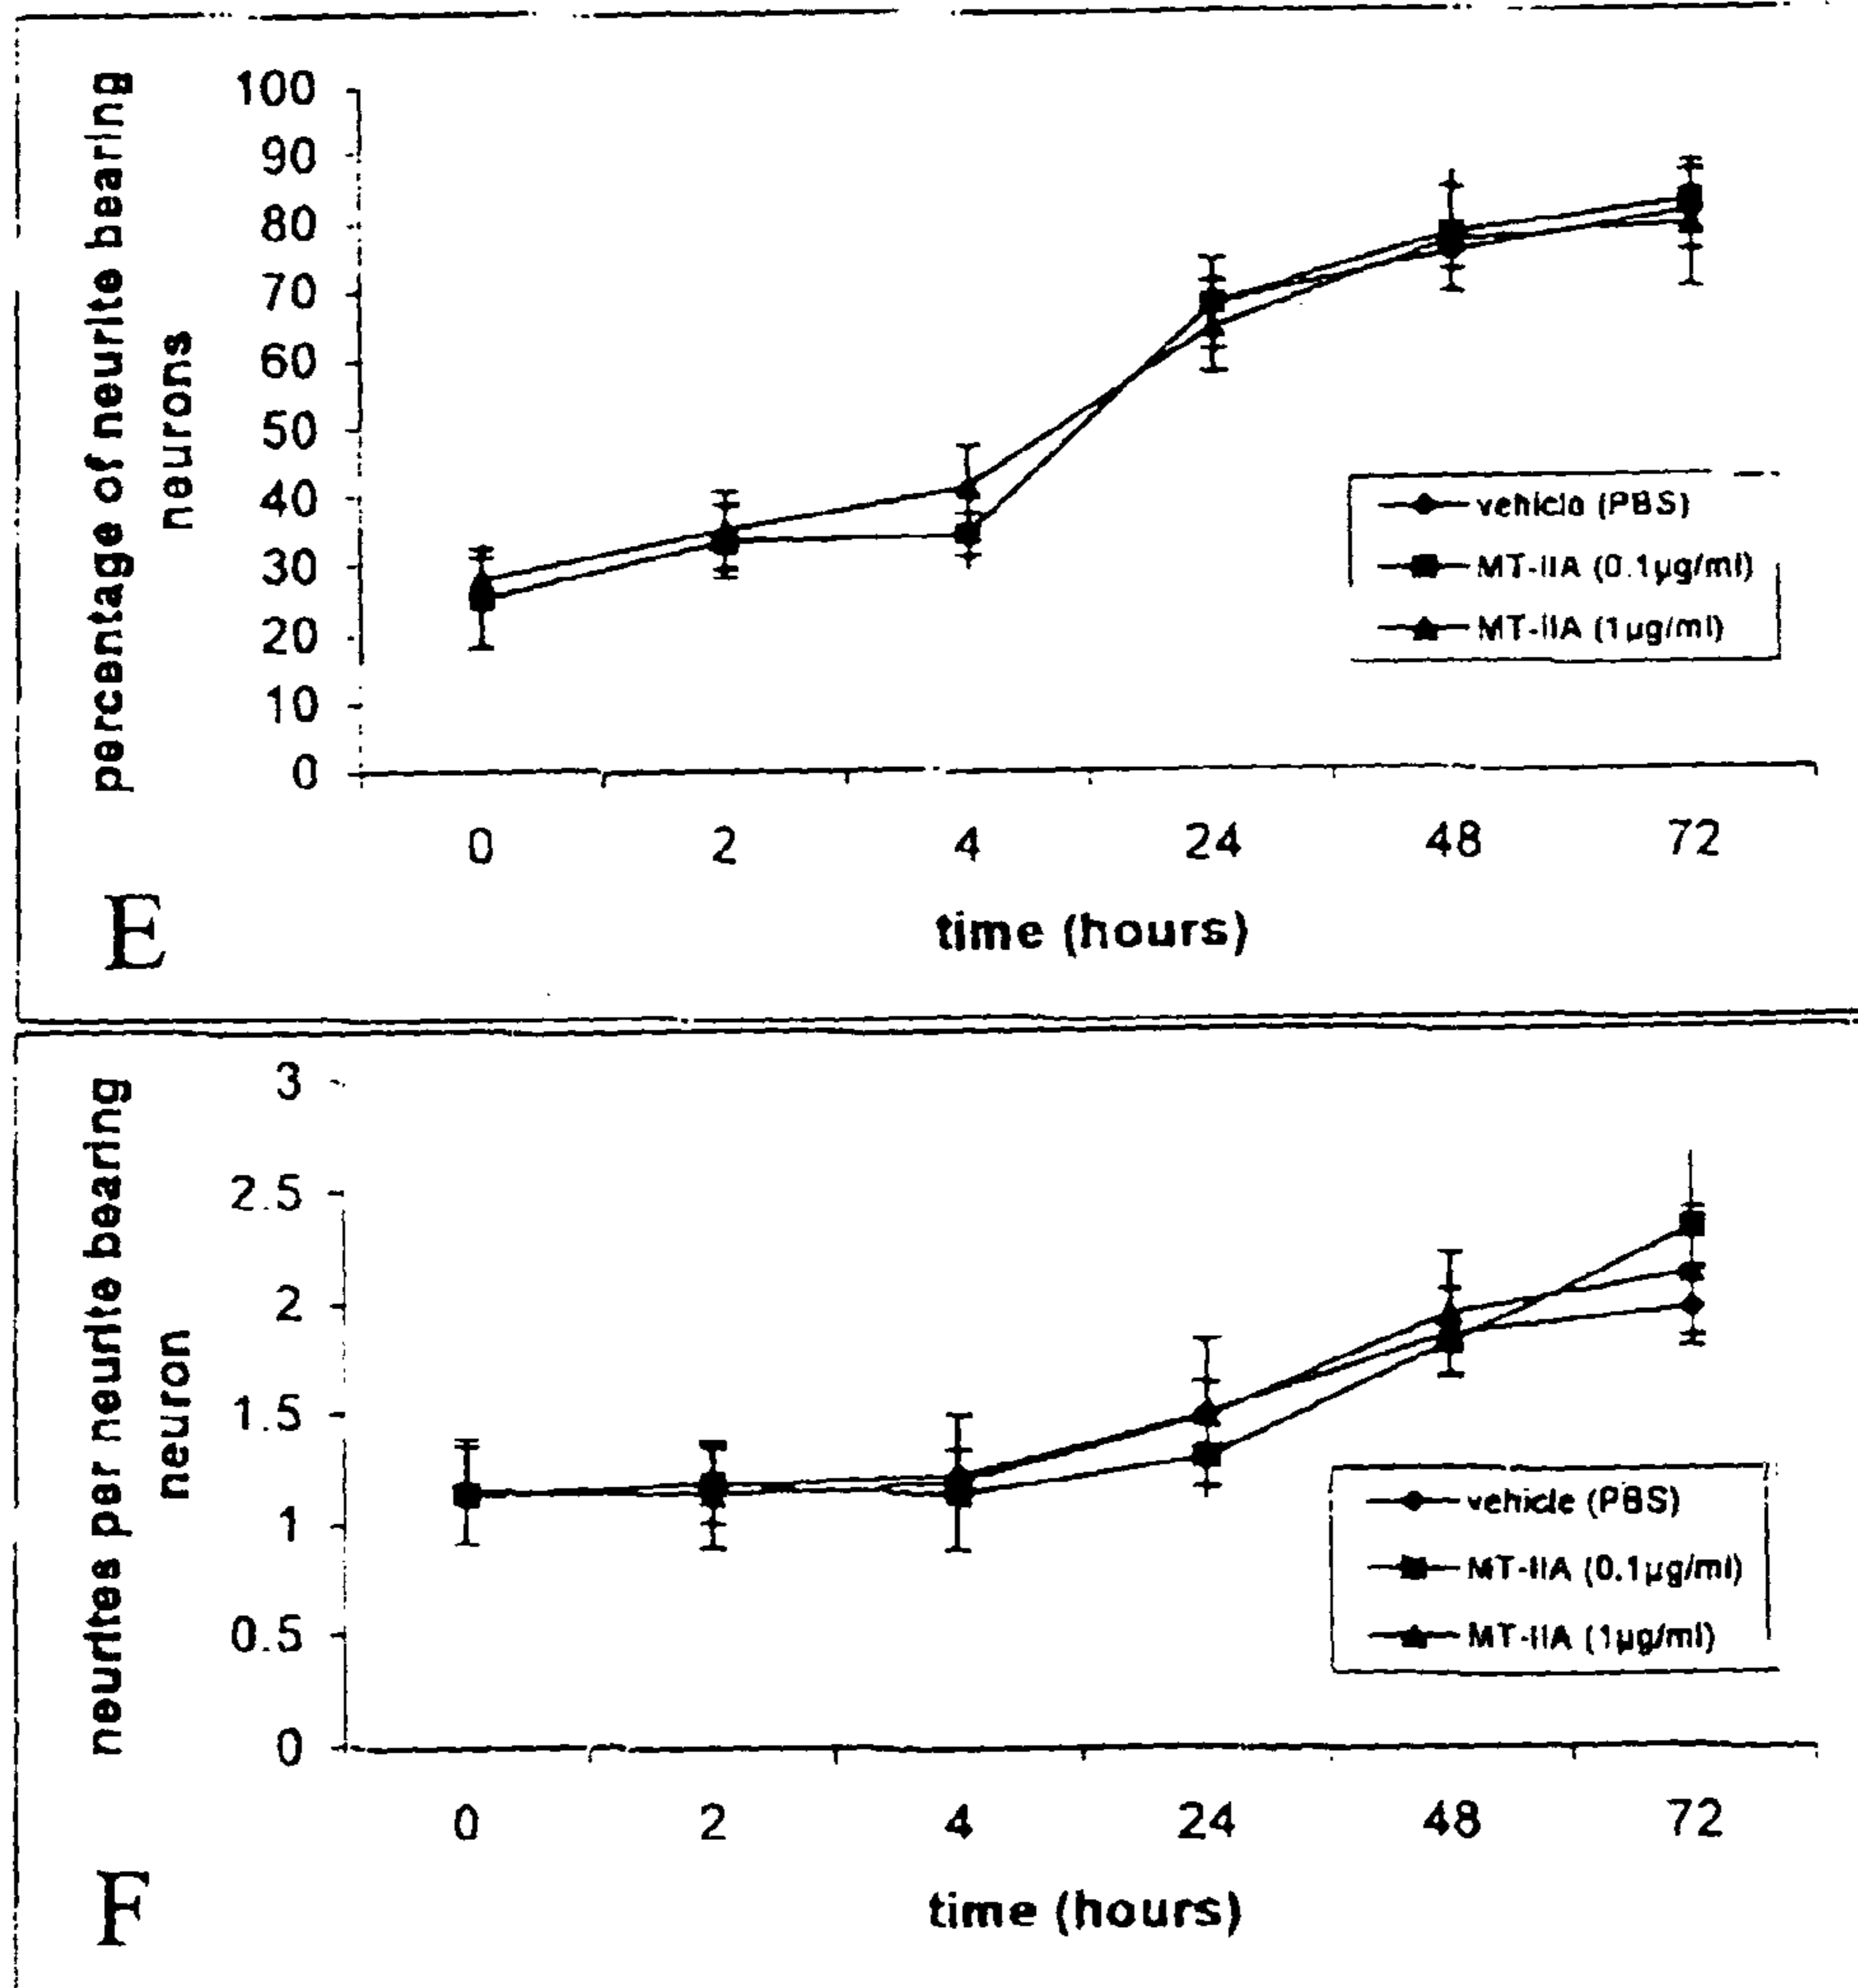 percentage of neurite bearing
neurons
100
90
80
70
60
50
40
30
20
10
0
vehicle (PBS)
MT-IIA (0.1µg/ml)
MT-IIA (1µg/ml)
0 2 4 24 48 72
time (hours)
E
neurites per neurite bearing
neuron
3
2.5
2
1.5
1
0.5
0
vehicle (PBS)
MT-IIA (0.1µg/ml)
MT-IIA (1µg/ml)
0 2 4 24 48 72
time (hours)
F